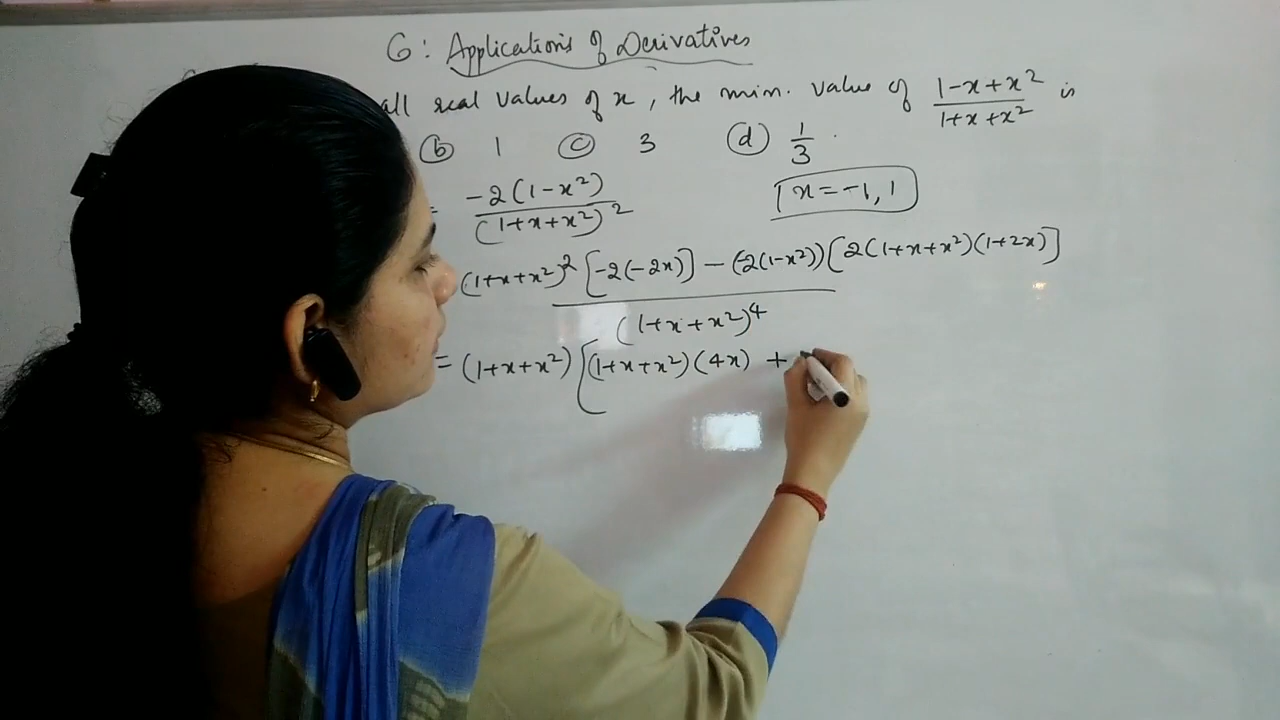 6: Applications of Derivatives
all real values of x, the min. value of (1-x+x²)/(1+x+x²) is
(b) 1 (c) 3 (d) 1/3.
= -2(1-x²)/(1+x+x²)² x=-1,1
(1+x+x²)² [-2(-2x)] - (-2(1-x²)) [2(1+x+x²)(1+2x)]
(1+x+x²)⁴
= (1+x+x²) [(1+x+x²)(4x) +